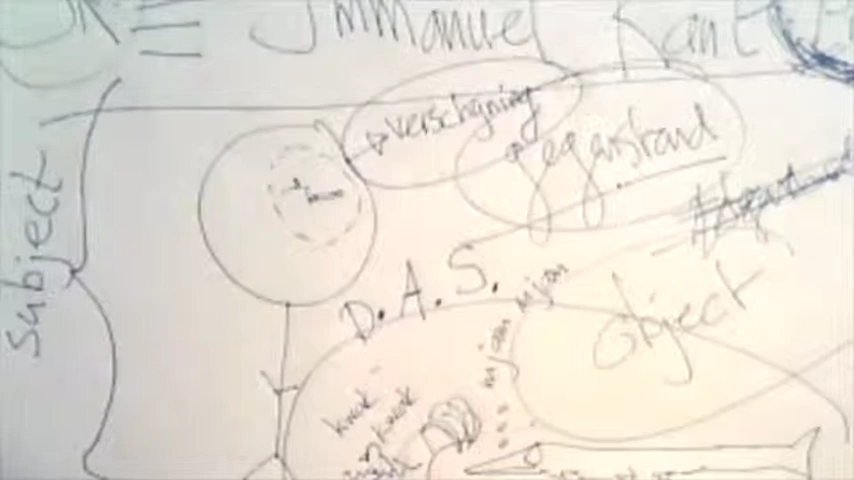 Immanuel Kant
verschijning
gegenstand
subject
D.A.S.
mjam mjam
object
kwak
kwak